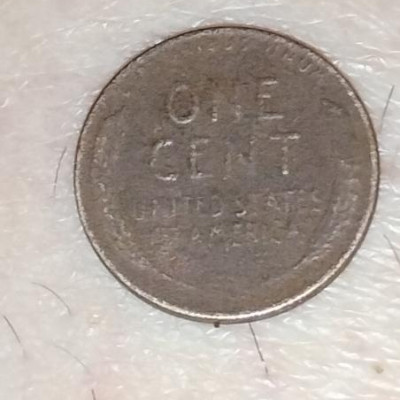 ONE
CENT
UNITED STATES
OF AMERICA